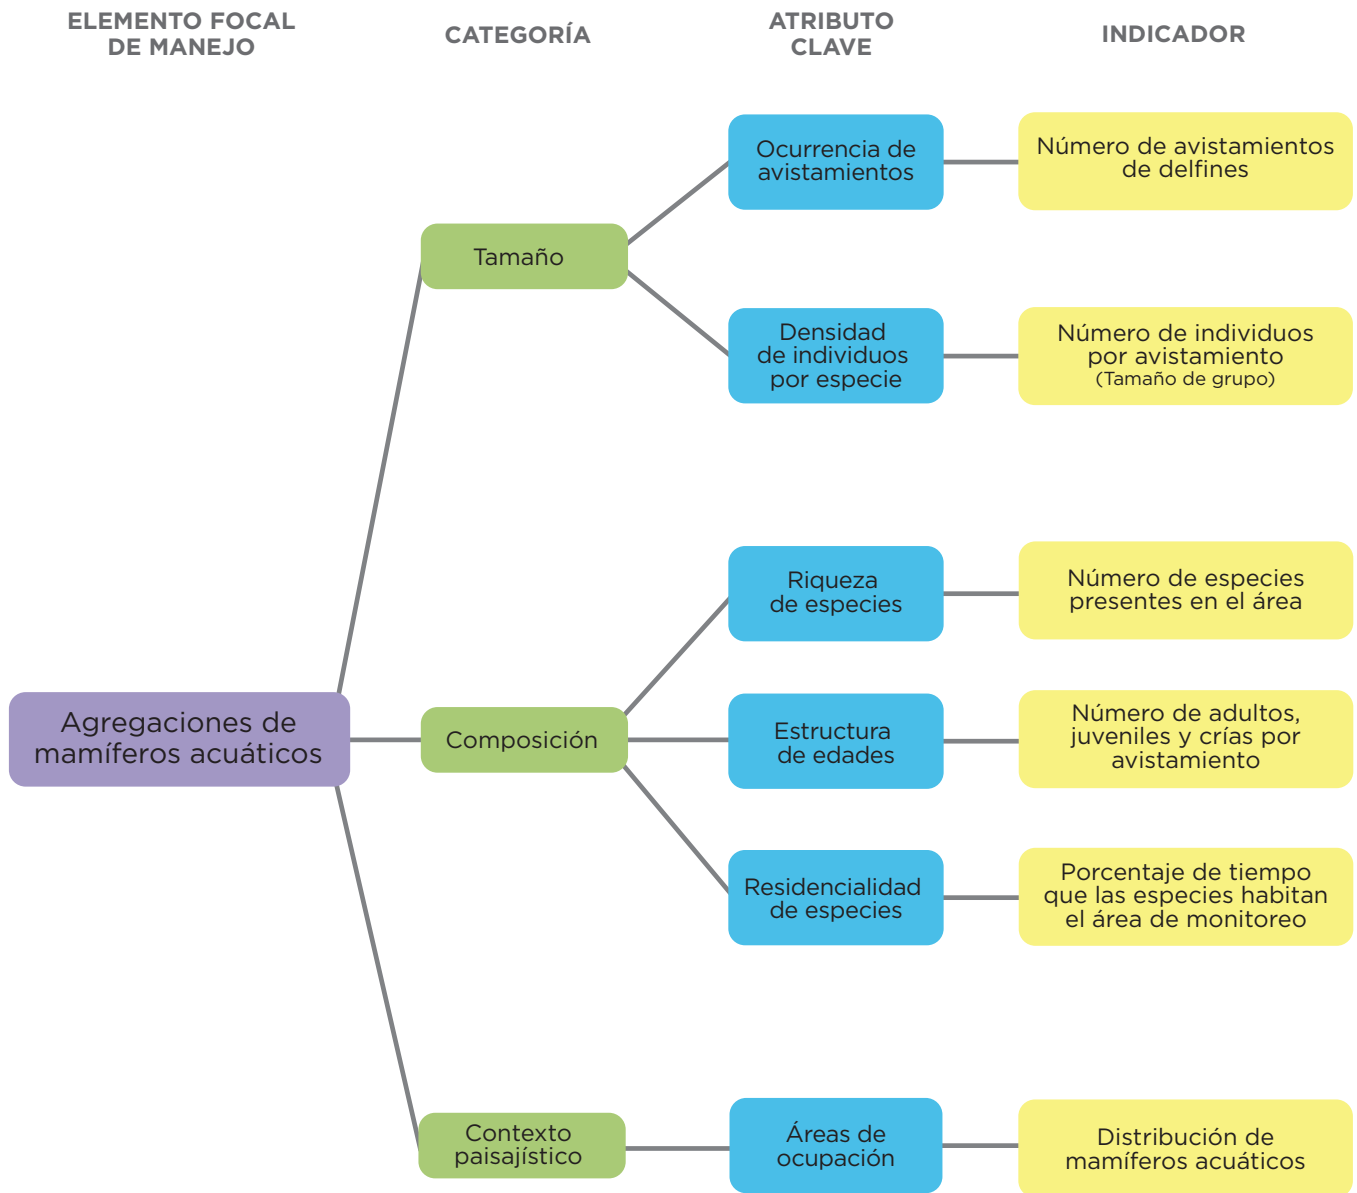 ELEMENTO FOCAL
DE MANEJO
CATEGORÍA
ATRIBUTO
CLAVE
INDICADOR
Ocurrencia de
avistamientos
Número de avistamientos
de delfines
Tamaño
Densidad
de individuos
por especie
Número de individuos
por avistamiento
(Tamaño de grupo)
Riqueza
de especies
Número de especies
presentes en el área
Agregaciones de
mamíferos acuáticos
Composición
Estructura
de edades
Número de adultos,
juveniles y crías por
avistamiento
Residencialidad
de especies
Porcentaje de tiempo
que las especies habitan
el área de monitoreo
Contexto
paisajístico
Áreas de
ocupación
Distribución de
mamíferos acuáticos